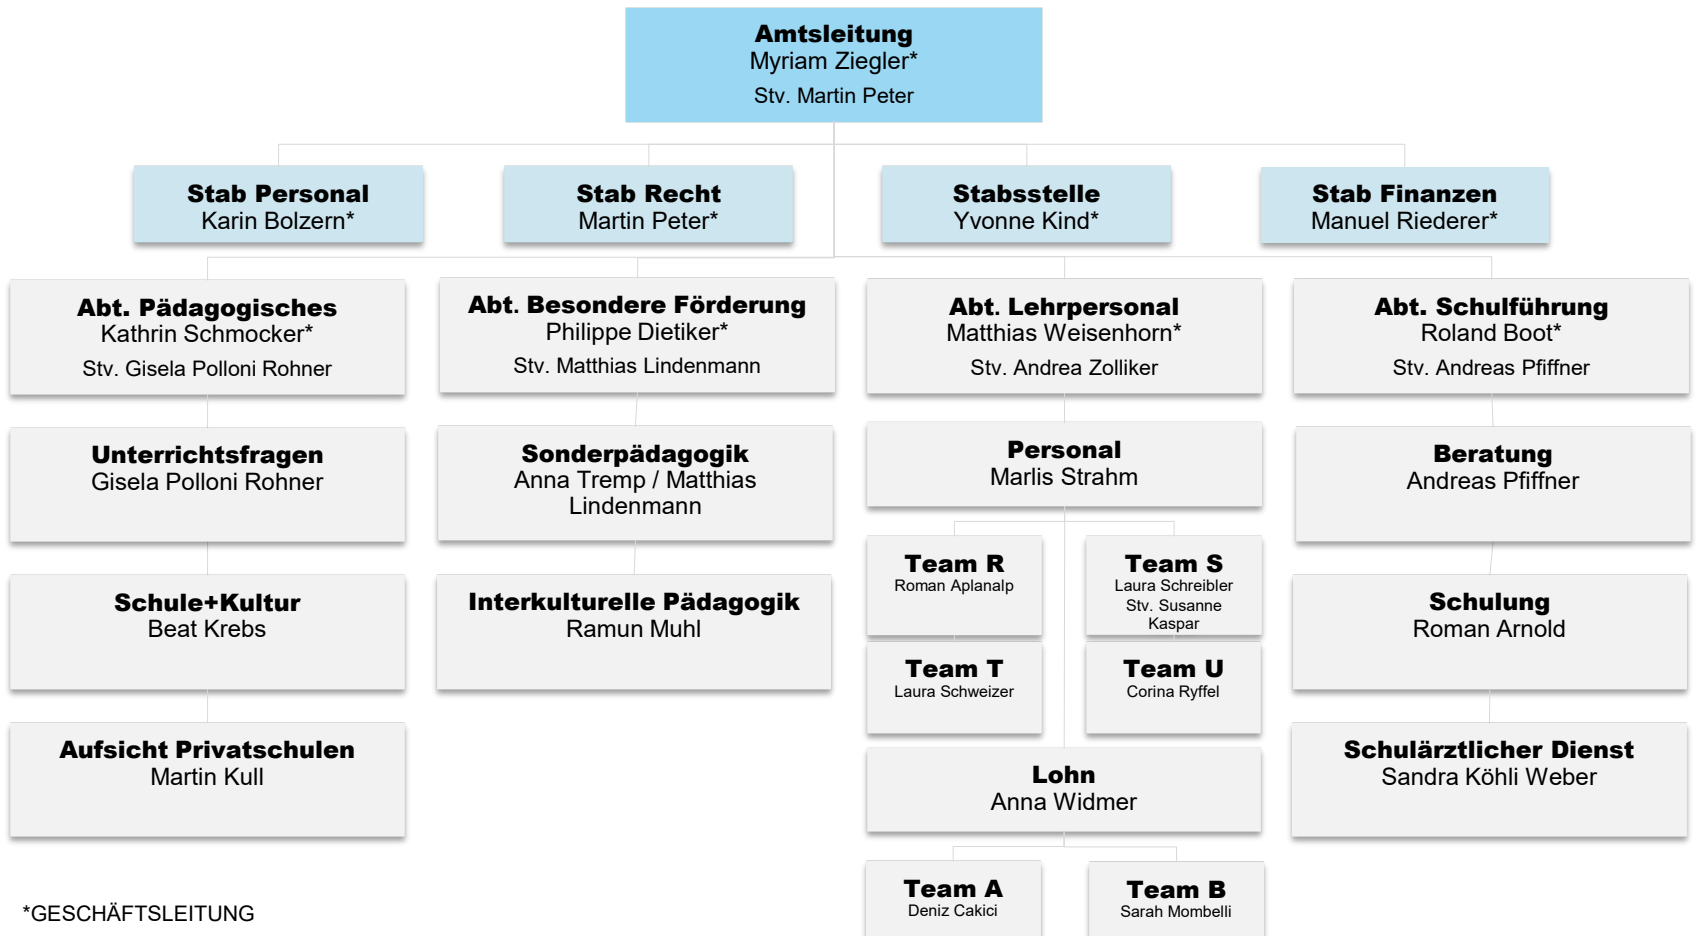 Amtsleitung
Myriam Ziegler*
Stv. Martin Peter
Stab Personal
Karin Bolzern*
Stab Recht
Martin Peter*
Stabsstelle
Yvonne Kind*
Stab Finanzen
Manuel Riederer*
Abt. Pädagogisches
Kathrin Schmocker*
Stv. Gisela Polloni Rohner
Abt. Besondere Förderung
Philippe Dietiker*
Stv. Matthias Lindenmann
Abt. Lehrpersonal
Matthias Weisenhorn*
Stv. Andrea Zolliker
Abt. Schulführung
Roland Boot*
Stv. Andreas Pfiffner
Unterrichtsfragen
Gisela Polloni Rohner
Sonderpädagogik
Anna Tremp / Matthias
Lindenmann
Personal
Marlis Strahm
Beratung
Andreas Pfiffner
Team R
Roman Aplanalp
Team S
Laura Schreibler
Stv. Susanne
Kaspar
Schule+Kultur
Beat Krebs
Interkulturelle Pädagogik
Ramun Muhl
Team T
Laura Schweizer
Team U
Corina Ryffel
Schulung
Roman Arnold
Aufsicht Privatschulen
Martin Kull
Lohn
Anna Widmer
Schulärztlicher Dienst
Sandra Köhli Weber
Team A
Deniz Cakici
Team B
Sarah Mombelli
*GESCHÄFTSLEITUNG